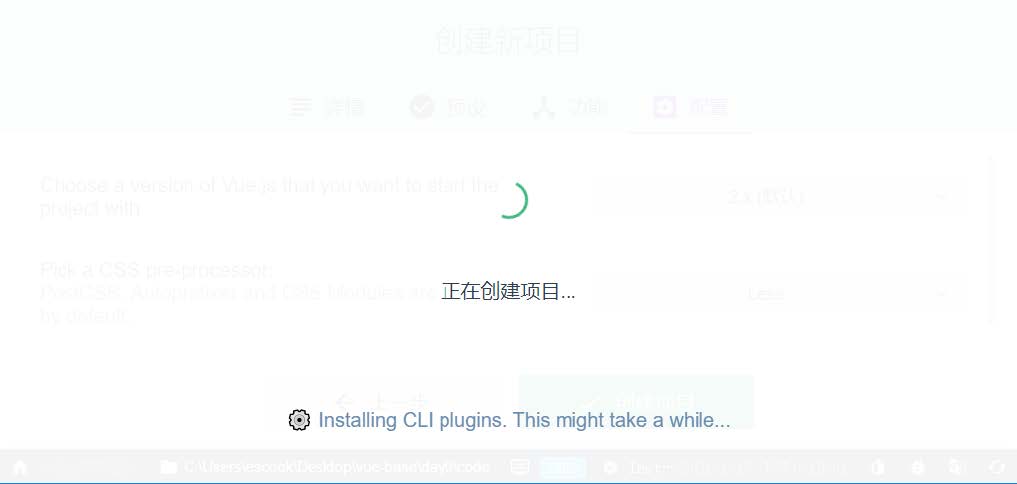 创建新项目
详情 预设 功能 配置
Choose a version of Vue.js that you want to start the
project with
2.x (默认)
正在创建项目...
Pick a CSS pre-processor:
PostCSS, Autoprefixer and CSS Modules are
by default
Less
上一步 创建项目
Installing CLI plugins. This might take a while...
C:\Users\escook\Desktop\vue-base\day8\code